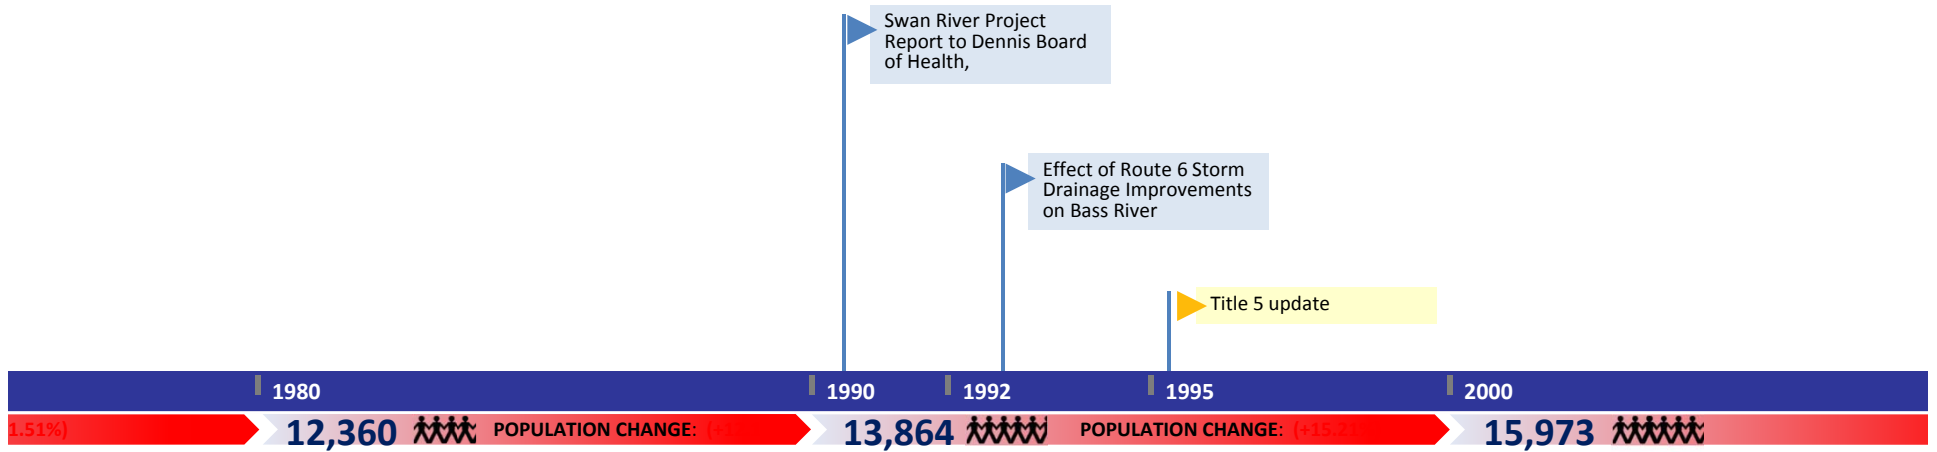 Swan River Project
Report to Dennis Board
of Health,
Effect of Route 6 Storm
Drainage Improvements
on Bass River
Title 5 update
1980
1990
1992
1995
2000
1.51%)
12,360
POPULATION CHANGE:
13,864
POPULATION CHANGE: (+15.21
15,973